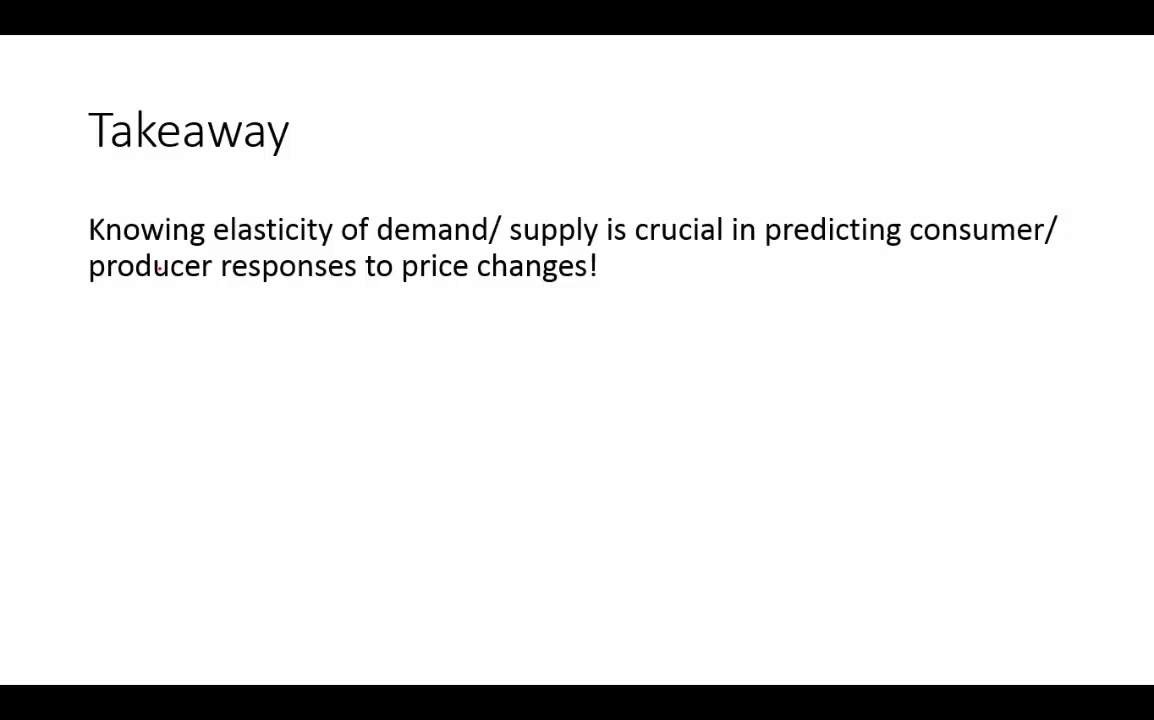 Takeaway
Knowing elasticity of demand/ supply is crucial in predicting consumer/
producer responses to price changes!